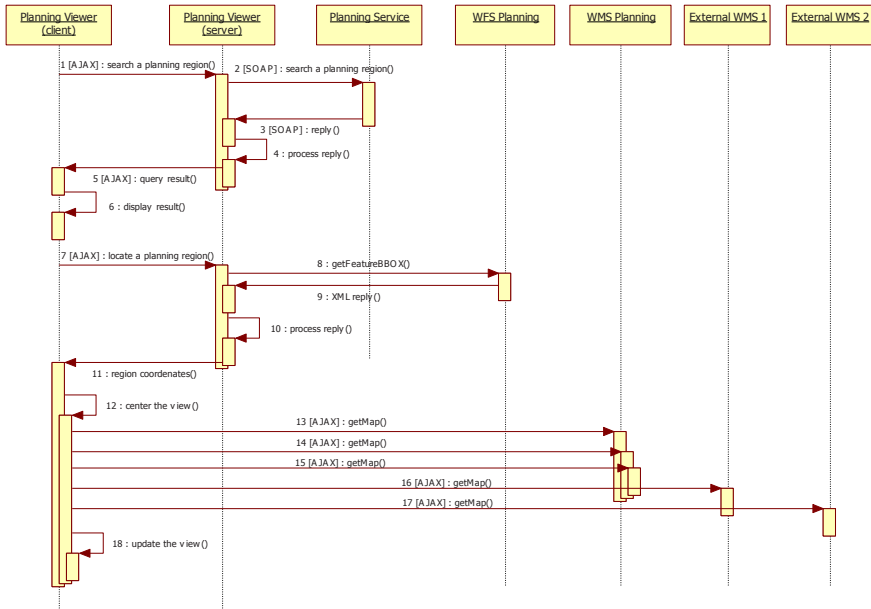 Planning Viewer
(client)
Planning Viewer
(server)
Planning Service
WFS Planning
WMS Planning
External WMS 1
External WMS 2
1 [AJAX] : search a planning region()
2 [SOAP] : search a planning region()
3 [SOAP] : reply()
4 : process reply()
5 [AJAX] : query result()
6 : display result()
7 [AJAX] : locate a planning region()
8 : getFeatureBBOX()
9 : XML reply()
10 : process reply()
11 : region coordenates()
12 : center the view()
13 [AJAX] : getMap()
14 [AJAX] : getMap()
15 [AJAX] : getMap()
16 [AJAX] : getMap()
17 [AJAX] : getMap()
18 : update the view()